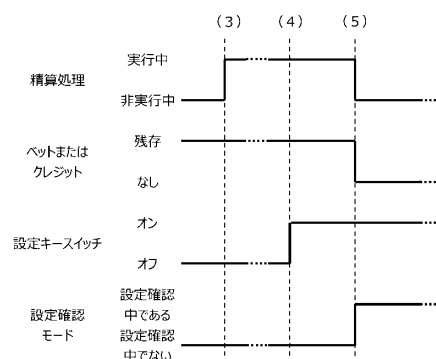 (3)
(4)
(5)
精算処理
実行中
非実行中
ベットまたは
クレジット
残存
なし
設定キースイッチ
オン
オフ
設定確認
モード
設定確認
中である
設定確認
中でない